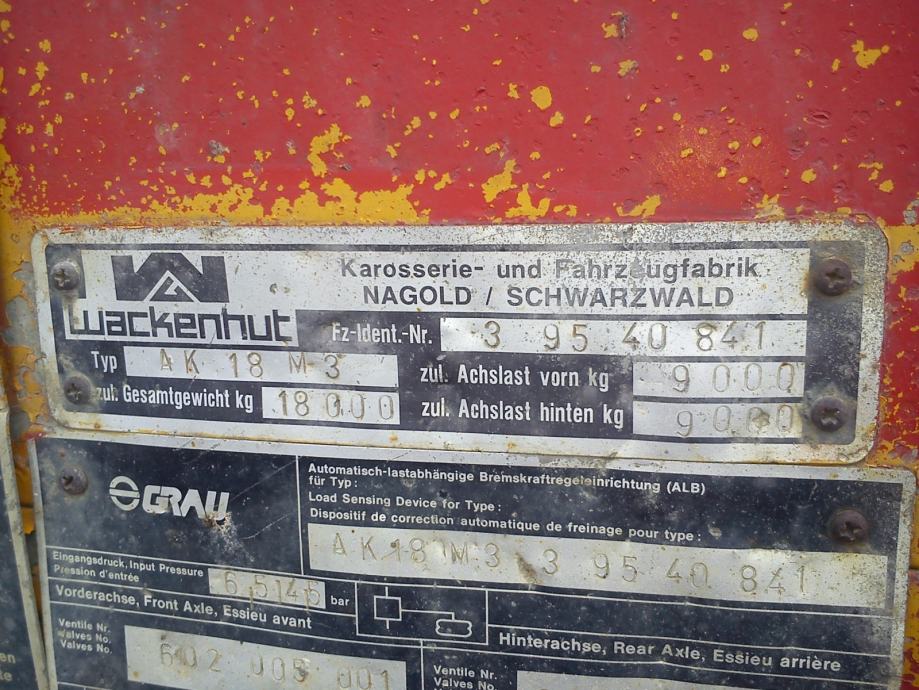 Karosserie- und Fahrzeugfabrik
NAGOLD / SCHWARZWALD
Wackenhut
Fz-Ident.-Nr. 3 95 40 841
Typ AK 18 M 3
zul. Achslast vorn kg 9000
zul. Gesamtgewicht kg 18000
zul. Achslast hinten kg 9000
GRAU
Automatisch-lastabhängige Bremskraftregeleinrichtung (ALB)
für Typ:
Load Sensing Device for Type:
Dispositif de correction automatique de freinage pour type:
AK 18 M 3 3 95 40 841
Eingangsdruck, Input Pressure
Pression d'entrée
bar
Vorderachse, Front Axle, Essieu avant
Hinterachse, Rear Axle, Essieu arrière
Ventile Nr.
Valves No.
Valves No.
602 005 001
Ventile Nr.
Valves No.